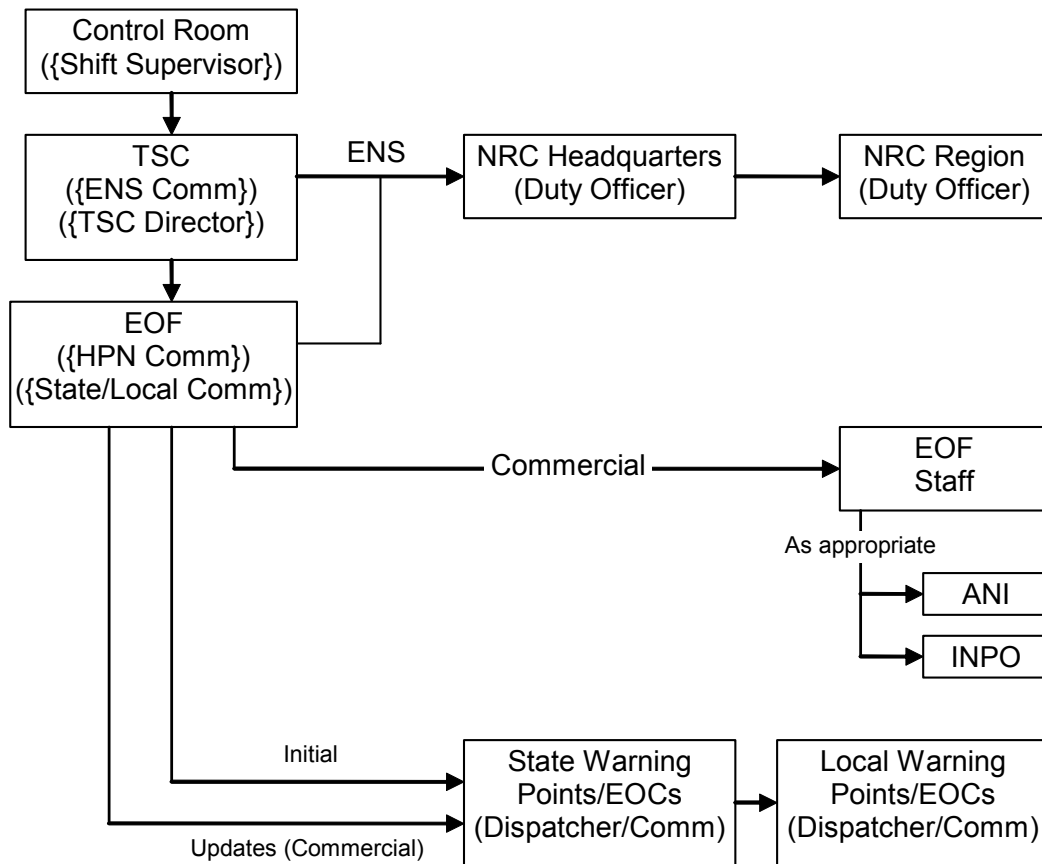 Control Room
({Shift Supervisor})
TSC
({ENS Comm})
({TSC Director})
ENS
NRC Headquarters
(Duty Officer)
NRC Region
(Duty Officer)
EOF
({HPN Comm})
({State/Local Comm})
Commercial
EOF
Staff
As appropriate
ANI
INPO
Initial
Updates (Commercial)
State Warning
Points/EOCs
(Dispatcher/Comm)
Local Warning
Points/EOCs
(Dispatcher/Comm)